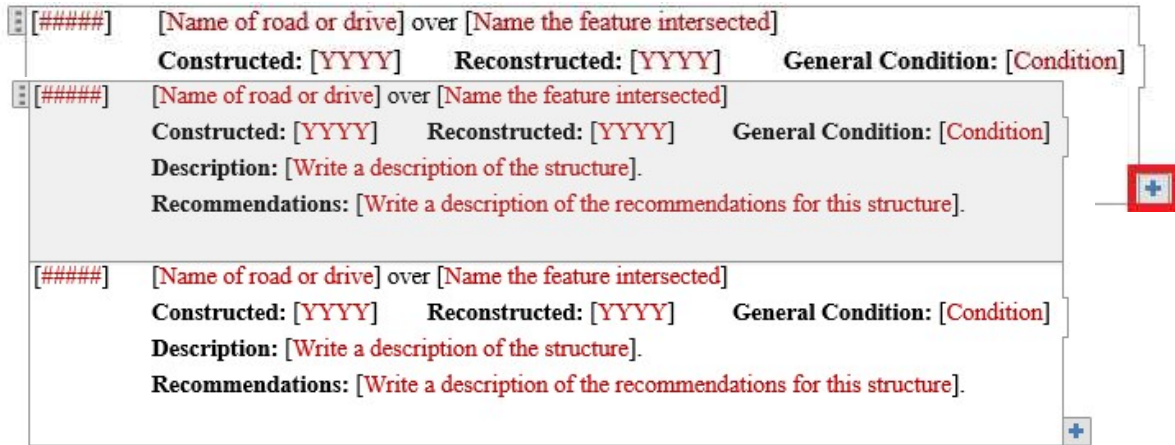 [#####] [Name of road or drive] over [Name the feature intersected]
Constructed: [YYYY] Reconstructed: [YYYY] General Condition: [Condition]
[#####] [Name of road or drive] over [Name the feature intersected]
Constructed: [YYYY] Reconstructed: [YYYY] General Condition: [Condition]
Description: [Write a description of the structure].
Recommendations: [Write a description of the recommendations for this structure].
[#####] [Name of road or drive] over [Name the feature intersected]
Constructed: [YYYY] Reconstructed: [YYYY] General Condition: [Condition]
Description: [Write a description of the structure].
Recommendations: [Write a description of the recommendations for this structure].